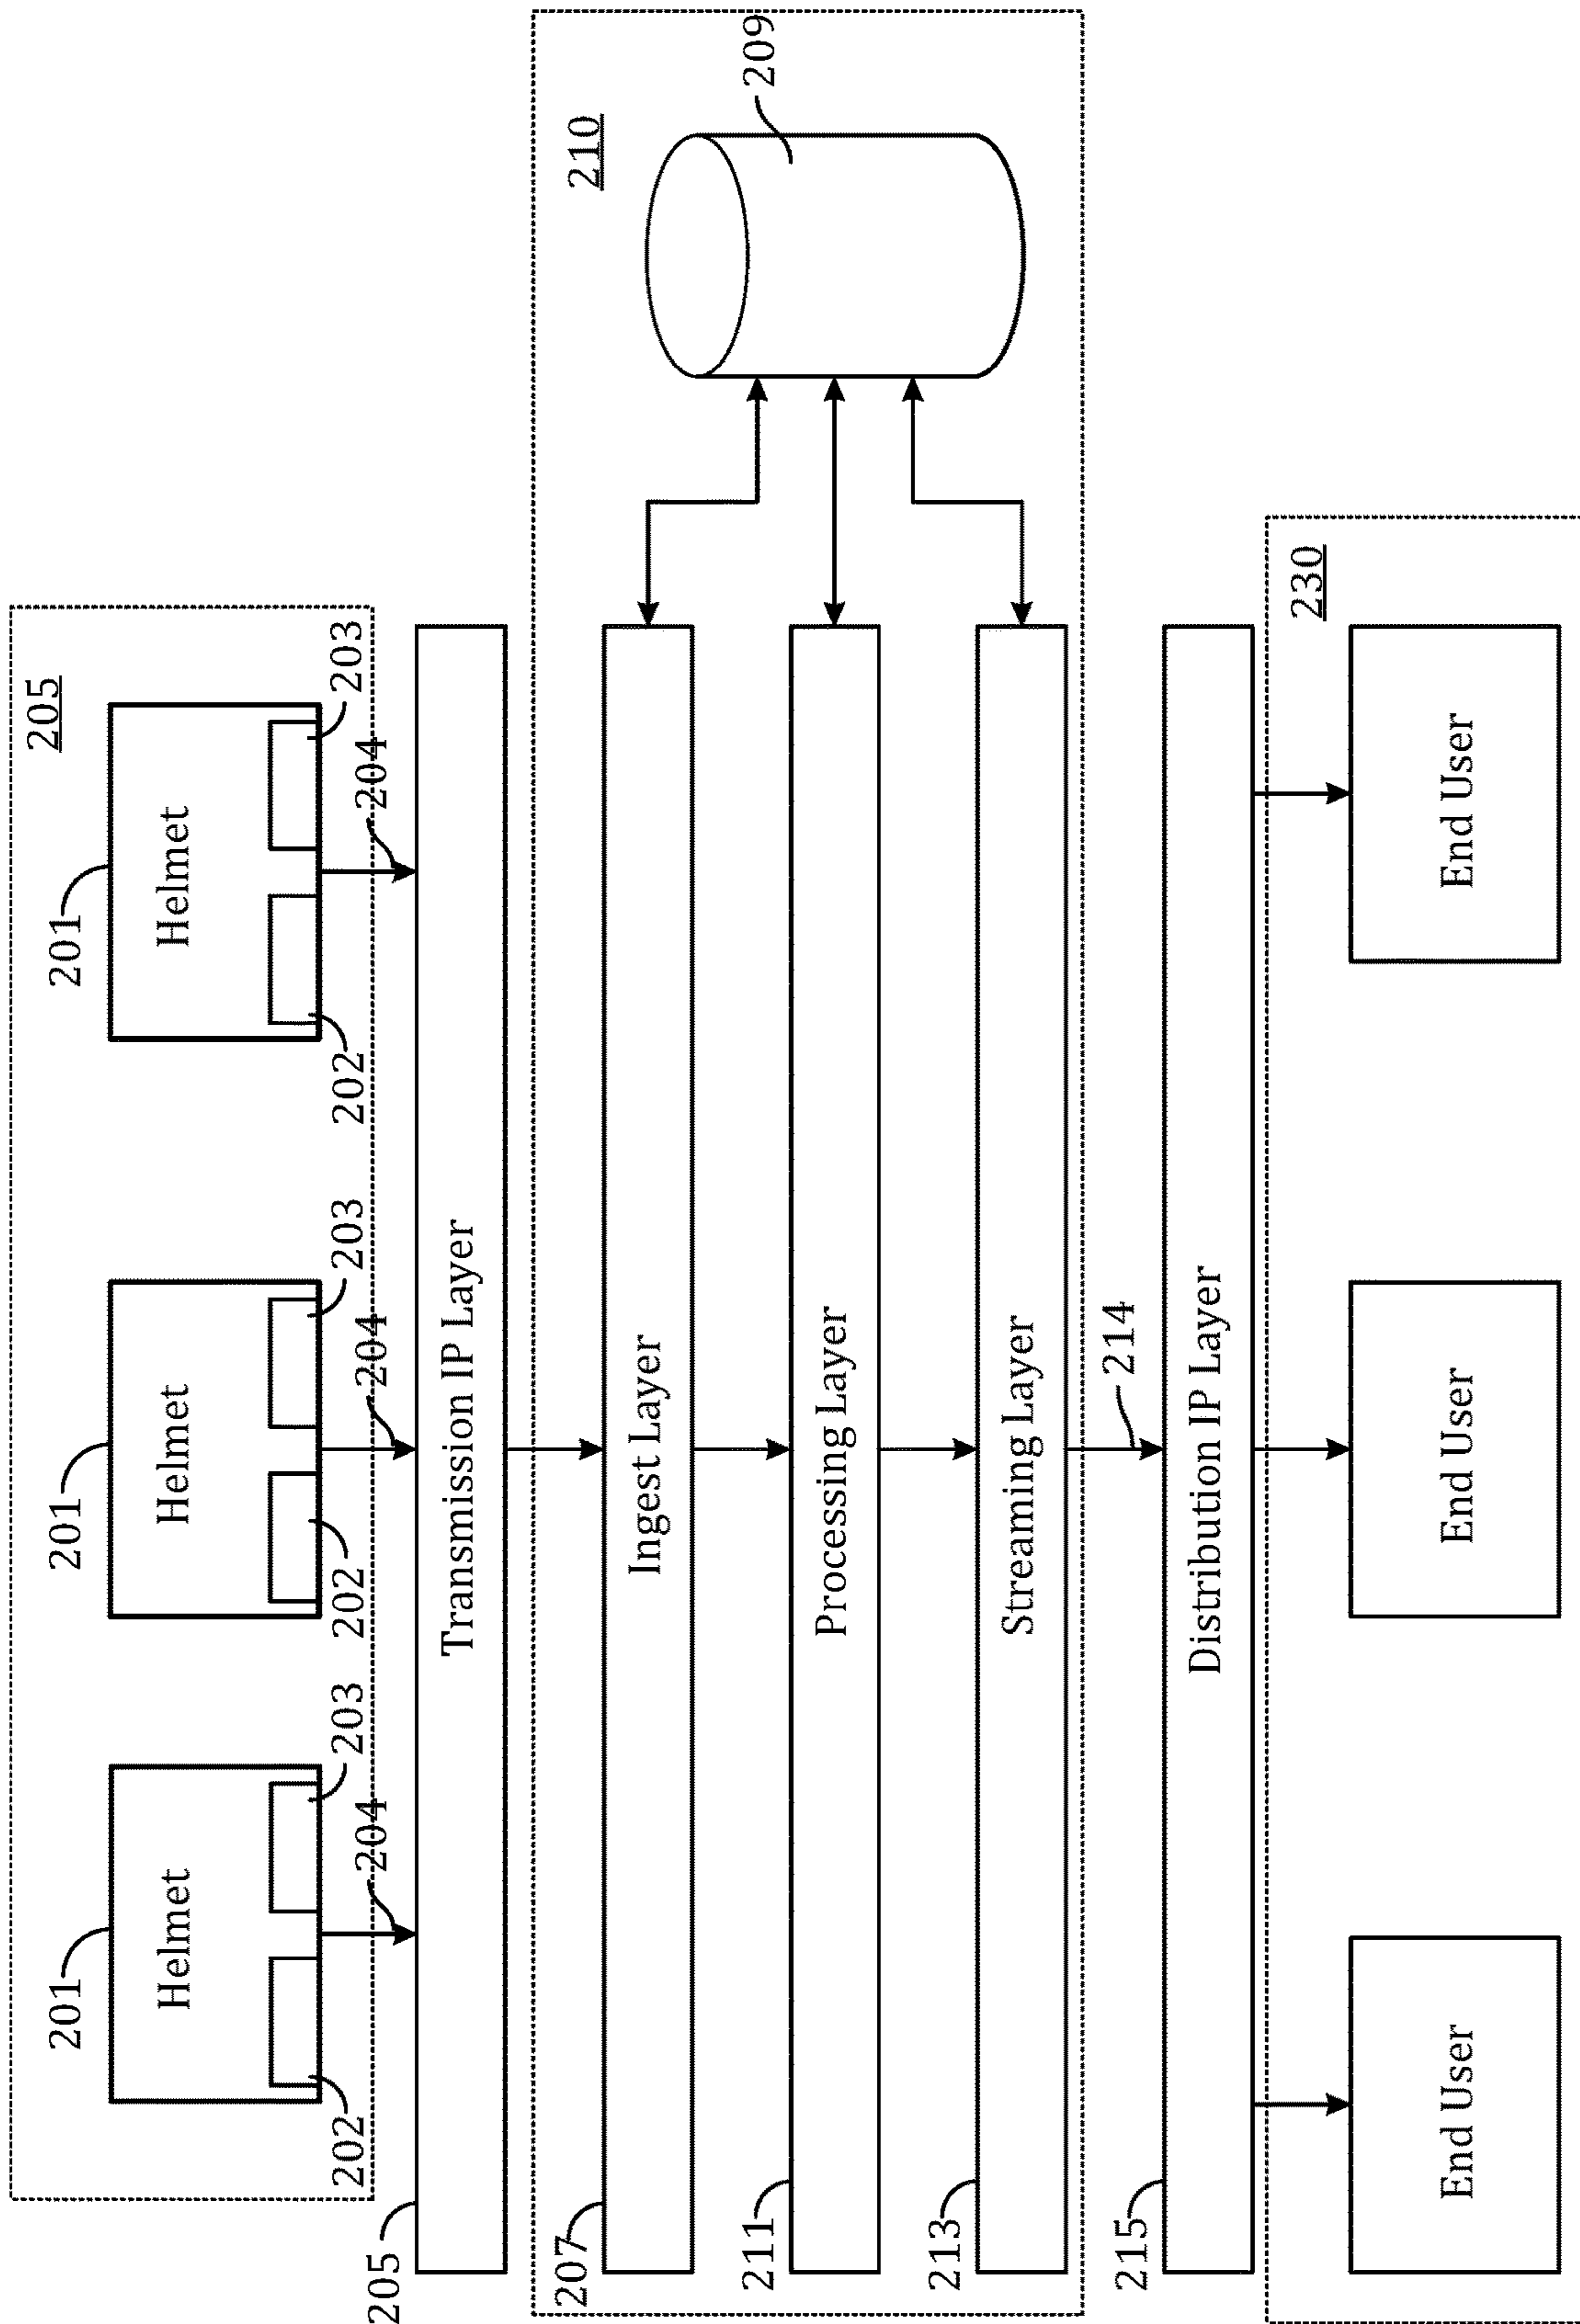 205
201
201
201
Helmet
Helmet
Helmet
202
203
202
203
202
203
204
204
204
205
Transmission IP Layer
210
207
Ingest Layer
209
211
Processing Layer
213
Streaming Layer
214
215
Distribution IP Layer
230
End User
End User
End User